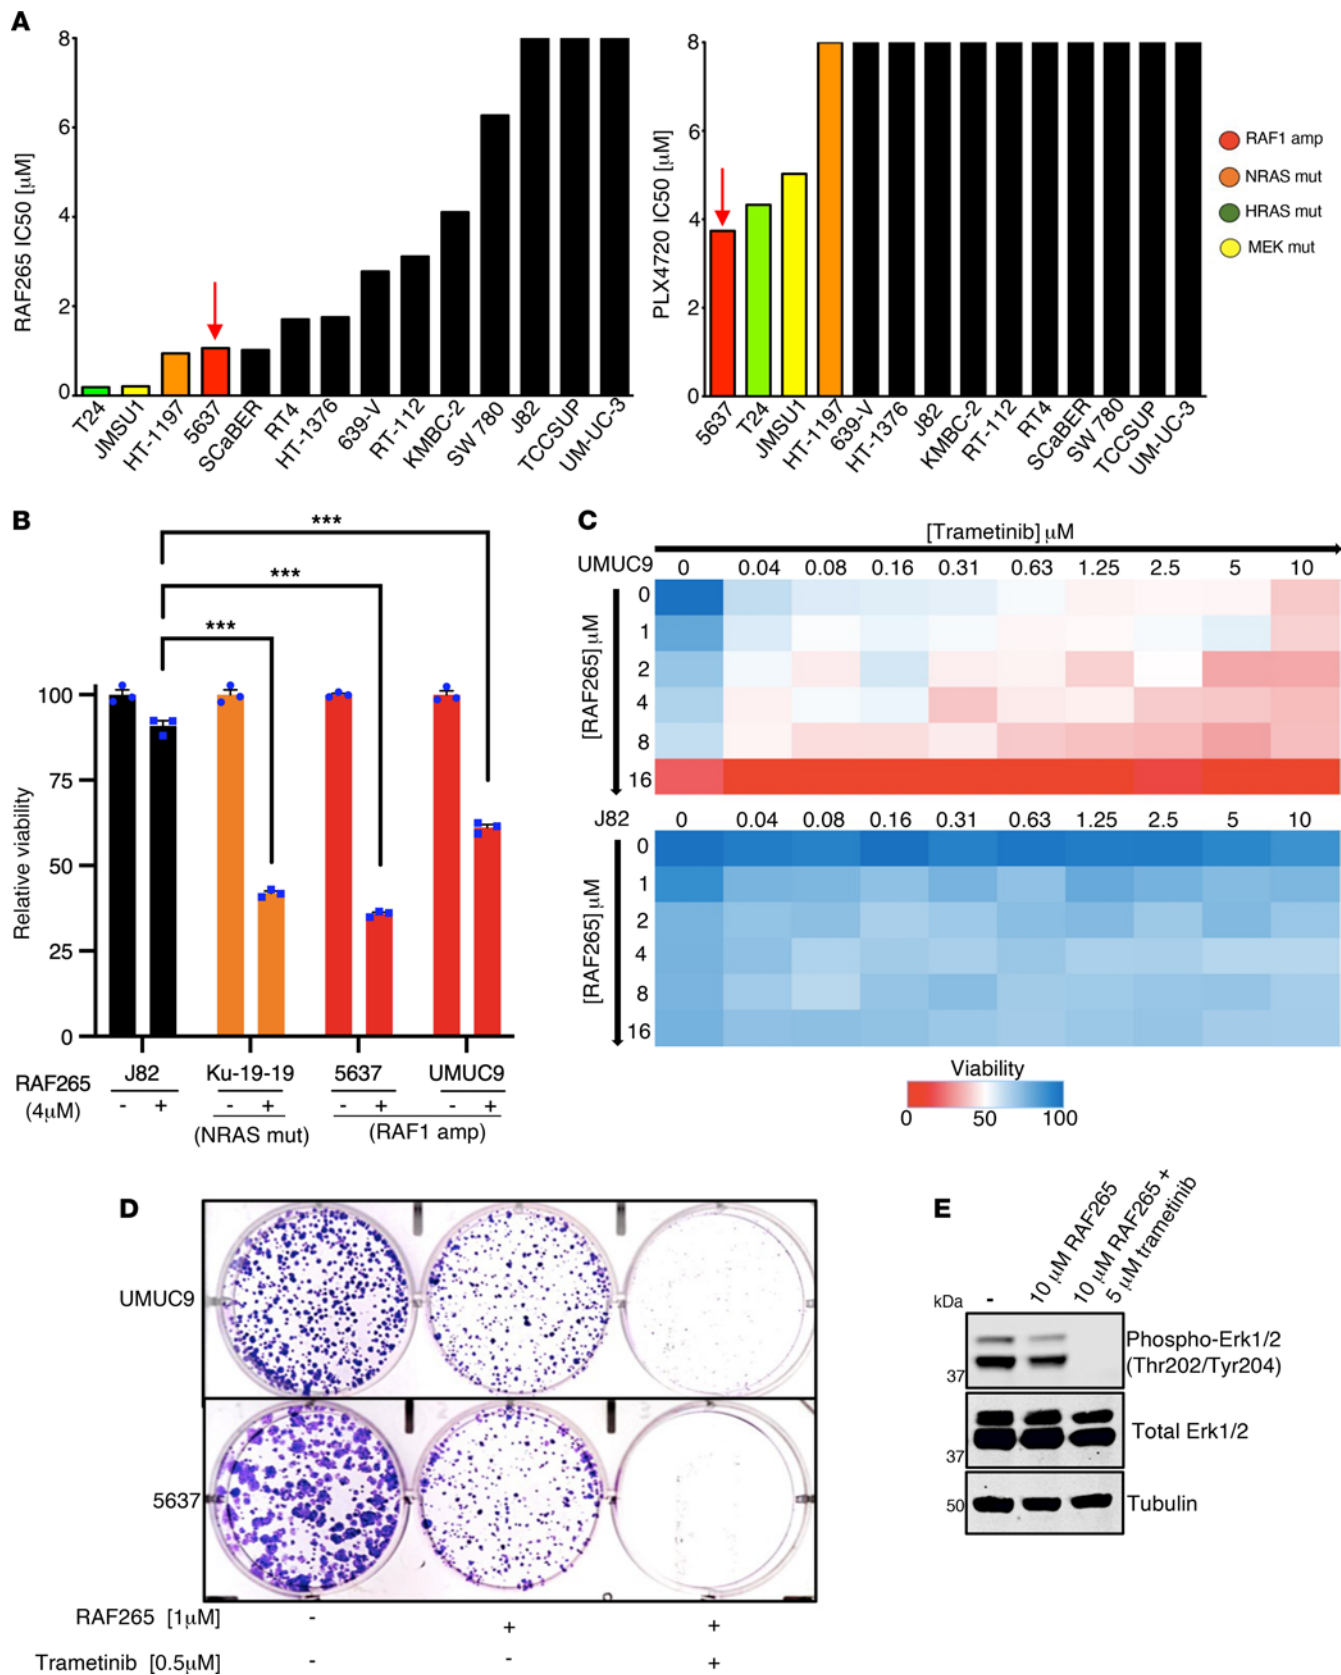 A
RAF265 IC50 [µM]
8
6
4
2
0
T24
JMSU1
HT-1197
5637
SCaBER
RT4
HT-1376
639-V
RT-112
KMBC-2
SW 780
J82
TCCSUP
UM-UC-3
PLX4720 IC50 [µM]
8
6
4
2
0
5637
T24
JMSU1
HT-1197
639-V
HT-1376
J82
KMBC-2
RT-112
RT4
SCaBER
SW 780
TCCSUP
UM-UC-3
RAF1 amp
NRAS mut
HRAS mut
MEK mut
B
***
***
***
Relative viability
100
75
50
25
0
J82 Ku-19-19 5637 UMUC9
RAF265
(4µM)
- + - + - + - +
(NRAS mut) (RAF1 amp)
C
[Trametinib] µM
UMUC9 0 0.04 0.08 0.16 0.31 0.63 1.25 2.5 5 10
[RAF265] µM
0
1
2
4
8
16
J82 0 0.04 0.08 0.16 0.31 0.63 1.25 2.5 5 10
[RAF265] µM
0
1
2
4
8
16
Viability
0 50 100
D
UMUC9
5637
RAF265 [1µM] - + +
Trametinib [0.5µM] - - +
E
kDa
-
10 µM RAF265
10 µM RAF265 +
5 µM trametinib
37
Phospho-Erk1/2
(Thr202/Tyr204)
37
Total Erk1/2
50
Tubulin